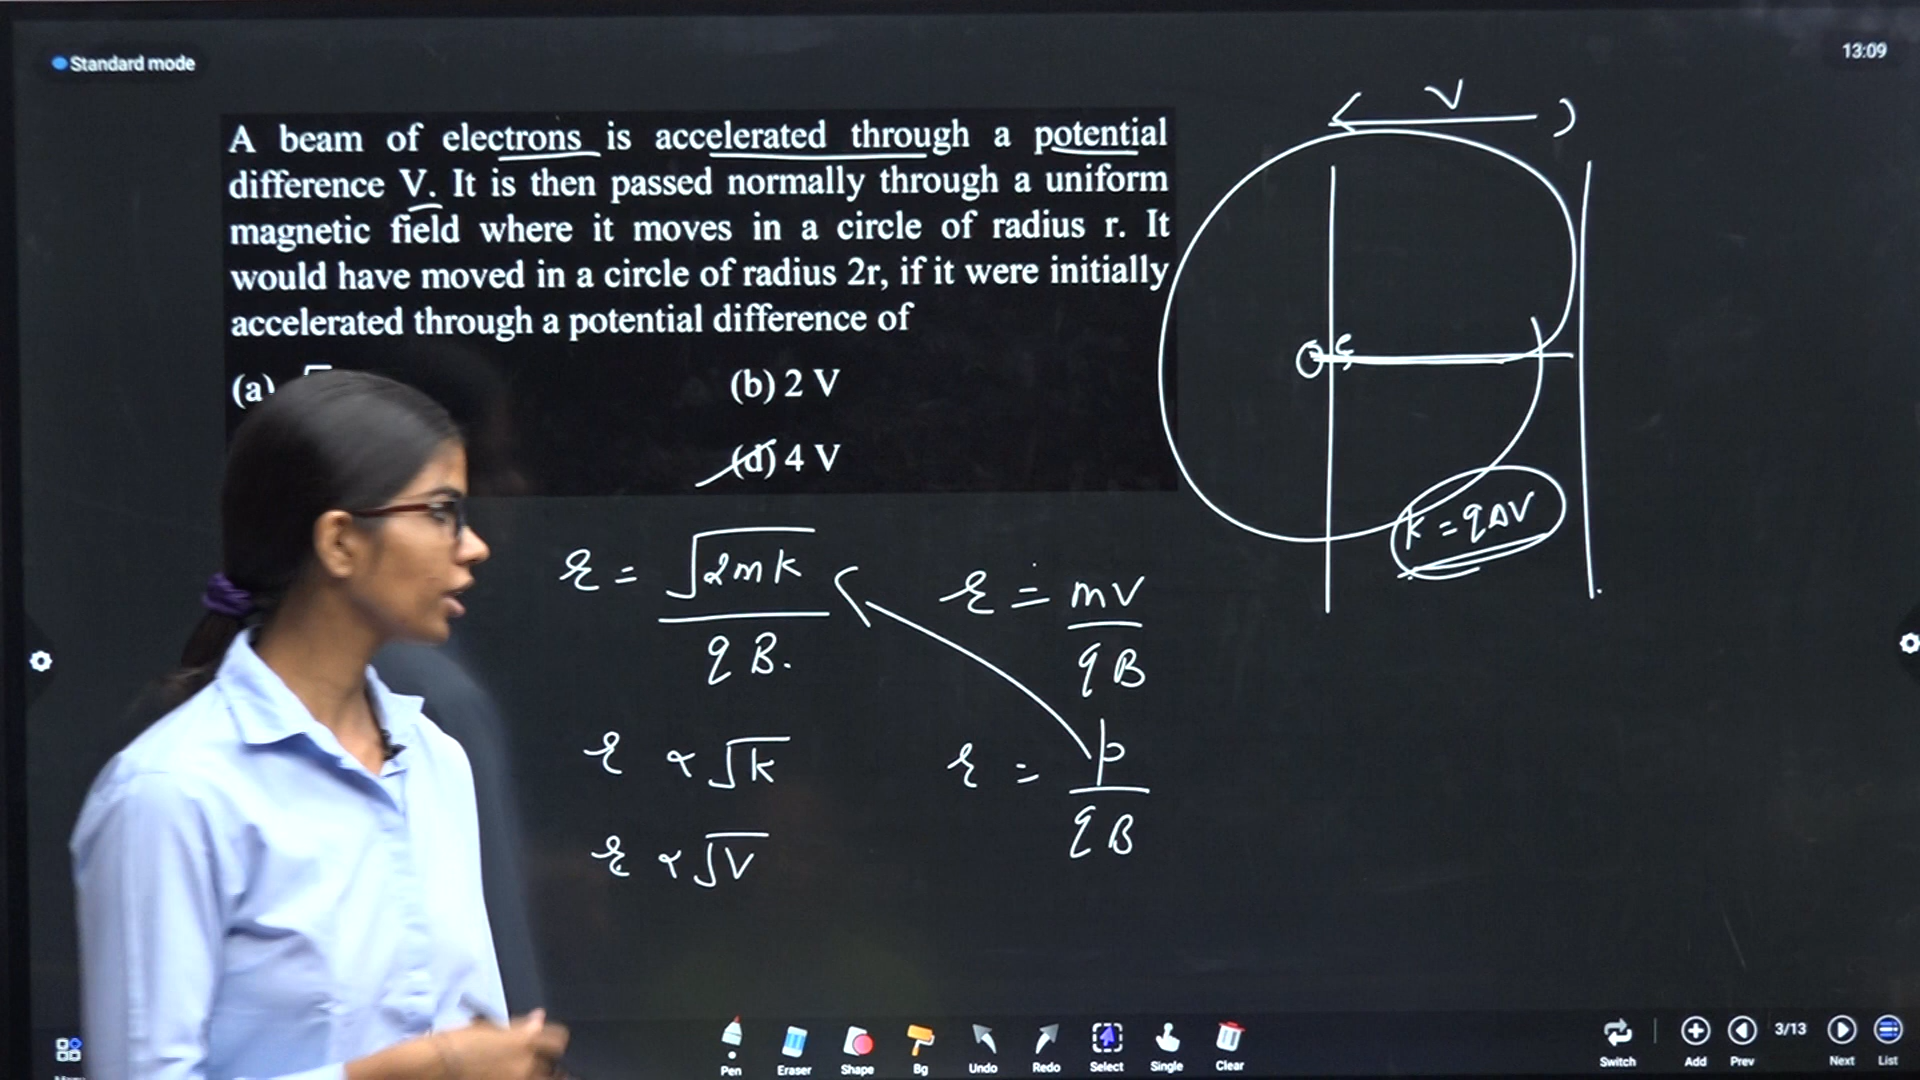 Standard mode
13:09
A beam of electrons is accelerated through a potential
difference V. It is then passed normally through a uniform
magnetic field where it moves in a circle of radius r. It
would have moved in a circle of radius 2r, if it were initially
accelerated through a potential difference of
(a)
(b) 2 V
(d) 4 V
V
K = qΔV
r = √2mk / qB.
r = mv / qB
r ∝ √k
r = p / qB
r ∝ √V
Pen
Eraser
Shape
Bg
Undo
Redo
Select
Single
Clear
Switch
Add
Prev
3/13
Next
List